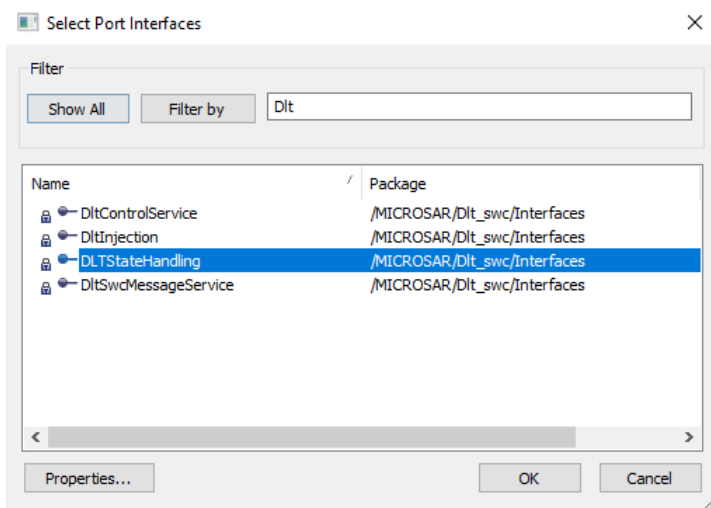 Select Port Interfaces
Filter
Show All Filter by Dlt
Name Package
DltControlService /MICROSAR/Dlt_swc/Interfaces
DltInjection /MICROSAR/Dlt_swc/Interfaces
DLTStateHandling /MICROSAR/Dlt_swc/Interfaces
DltSwcMessageService /MICROSAR/Dlt_swc/Interfaces
Properties... OK Cancel